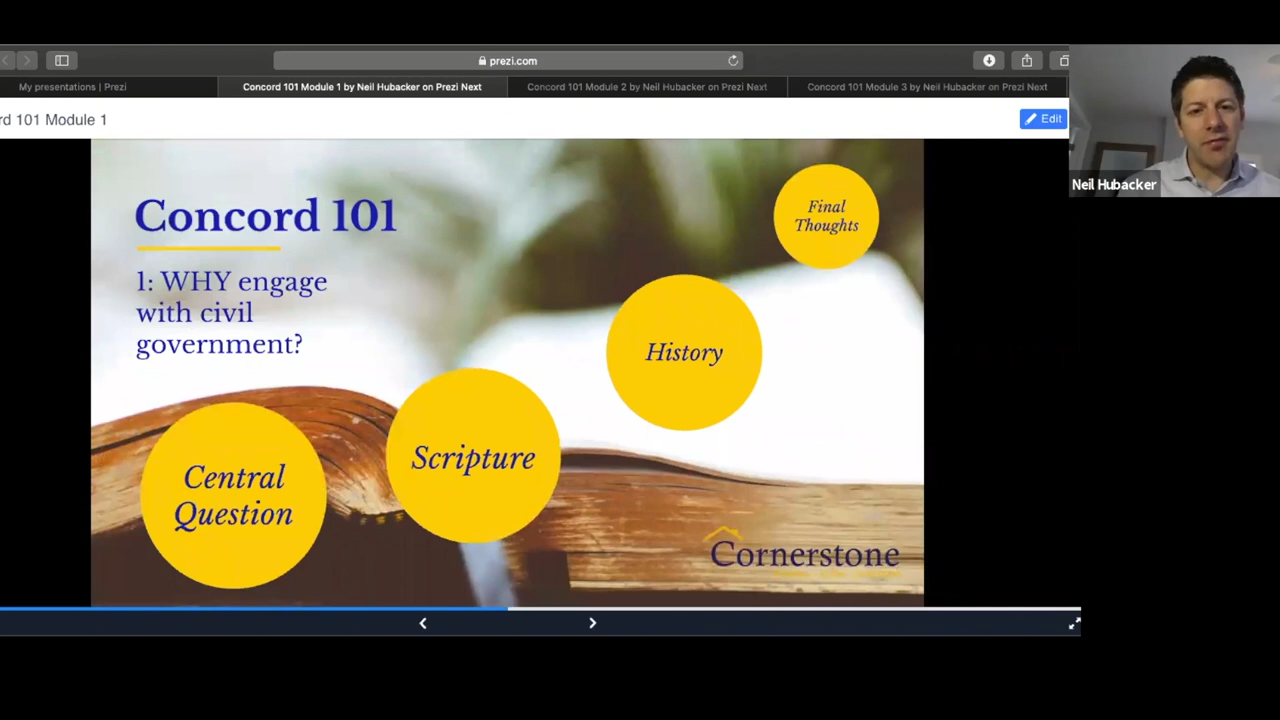 prezi.com
My presentations | Prezi
Concord 101 Module 1 by Neil Hubacker on Prezi Next
Concord 101 Module 2 by Neil Hubacker on Prezi Next
Concord 101 Module 3 by Neil Hubacker on Prezi Next
rd 101 Module 1
Edit
Neil Hubacker
Concord 101
1: WHY engage
with civil
government?
Final
Thoughts
History
Scripture
Central
Question
Cornerstone